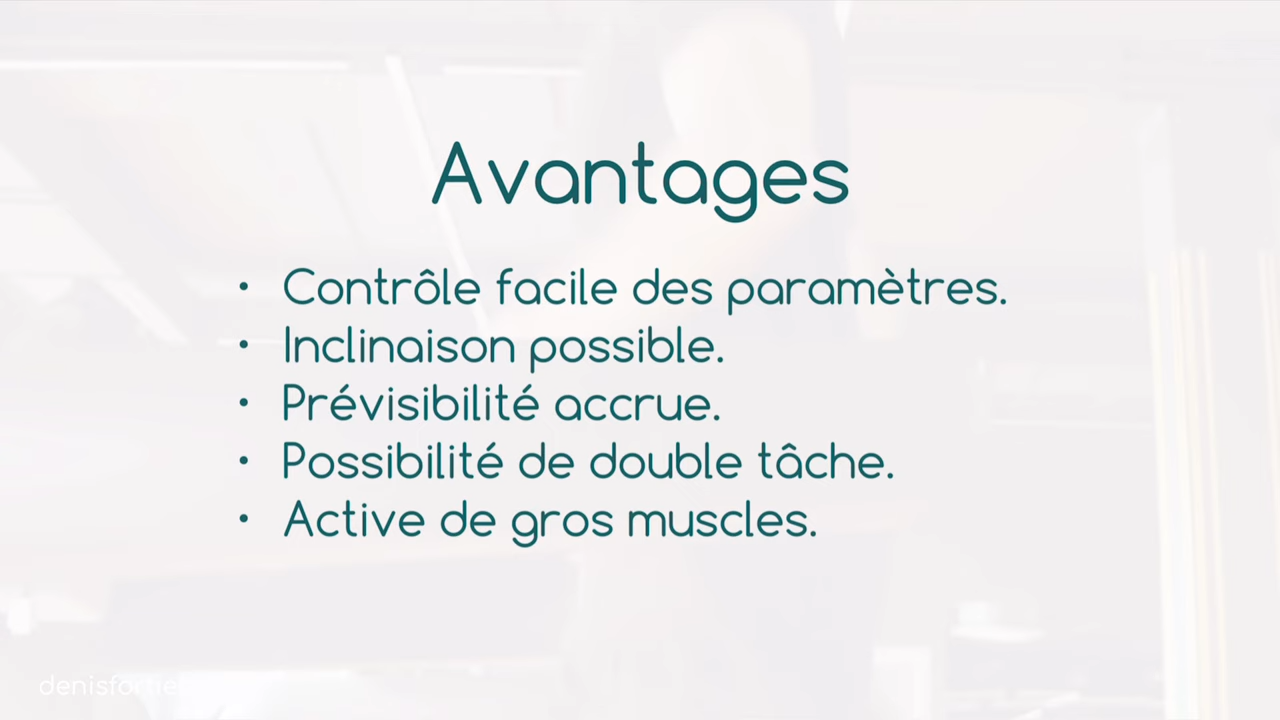 Avantages
• Contrôle facile des paramètres.
• Inclinaison possible.
• Prévisibilité accrue.
• Possibilité de double tâche.
• Active de gros muscles.